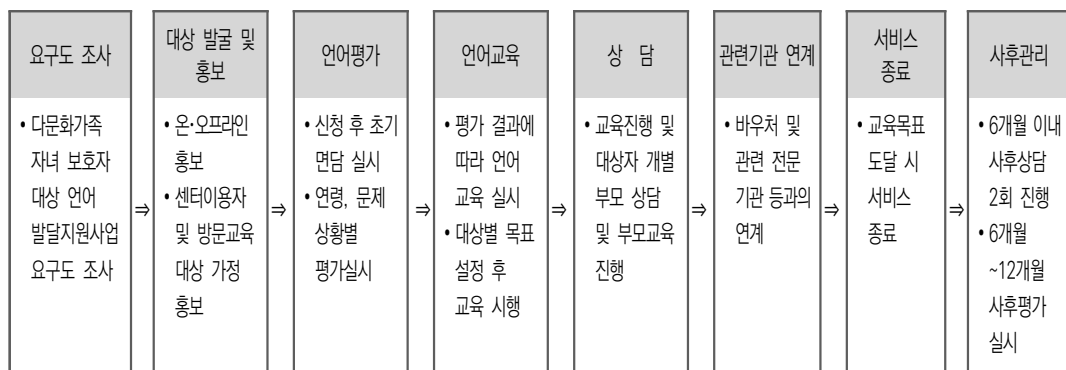 요구도 조사
• 다문화가족
자녀 보호자
대상 언어
발달지원사업
요구도 조사
⇒
대상 발굴 및
홍보
• 온·오프라인
홍보
• 센터이용자
및 방문교육
대상 가정
홍보
⇒
언어평가
• 신청 후 초기
면담 실시
• 연령, 문제
상황별
평가실시
⇒
언어교육
• 평가 결과에
따라 언어
교육 실시
• 대상별 목표
설정 후
교육 시행
⇒
상 담
• 교육진행 및
대상자 개별
부모 상담
및 부모교육
진행
⇒
관련기관 연계
• 바우처 및
관련 전문
기관 등과의
연계
⇒
서비스
종료
• 교육목표
도달 시
서비스
종료
⇒
사후관리
• 6개월 이내
사후상담
2회 진행
• 6개월
~12개월
사후평가
실시